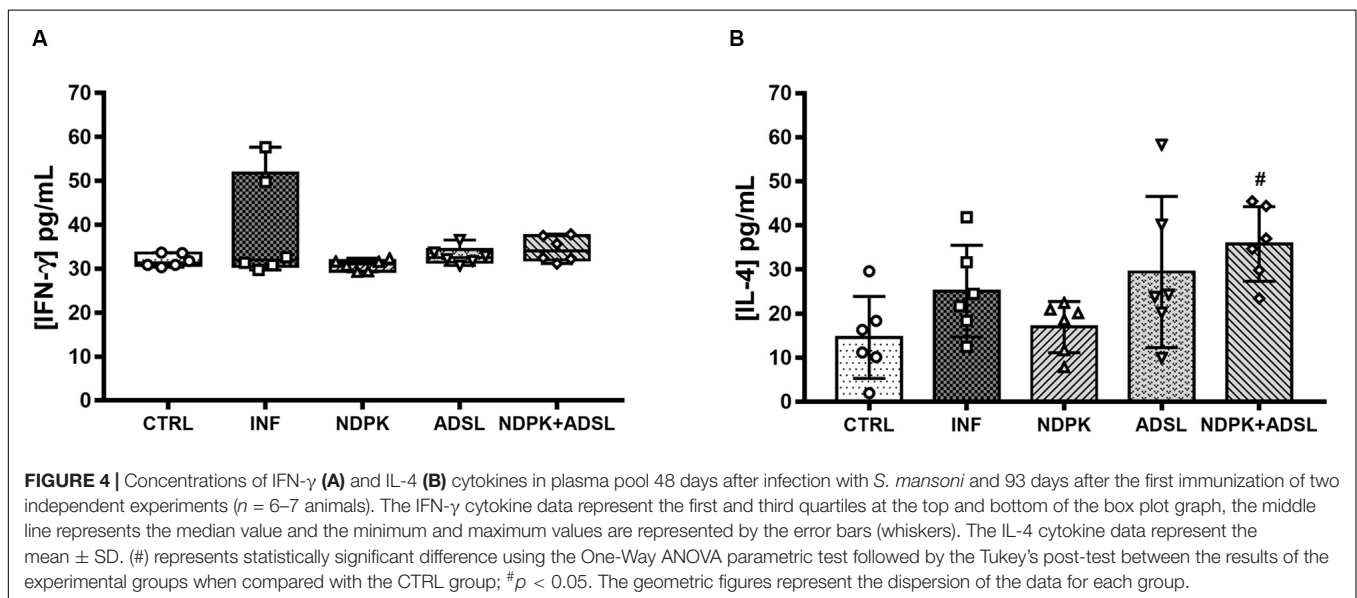 A
B
70
60
50
40
30
20
10
0
[IFN-γ] pg/mL
CTRL INF NDPK ADSL NDPK+ADSL
70
60
50
40
30
20
10
0
[IL-4] pg/mL
#
CTRL INF NDPK ADSL NDPK+ADSL
FIGURE 4 | Concentrations of IFN-γ (A) and IL-4 (B) cytokines in plasma pool 48 days after infection with S. mansoni and 93 days after the first immunization of two
independent experiments (n = 6–7 animals). The IFN-γ cytokine data represent the first and third quartiles at the top and bottom of the box plot graph, the middle
line represents the median value and the minimum and maximum values are represented by the error bars (whiskers). The IL-4 cytokine data represent the
mean ± SD. (#) represents statistically significant difference using the One-Way ANOVA parametric test followed by the Tukey's post-test between the results of the
experimental groups when compared with the CTRL group; #p < 0.05. The geometric figures represent the dispersion of the data for each group.